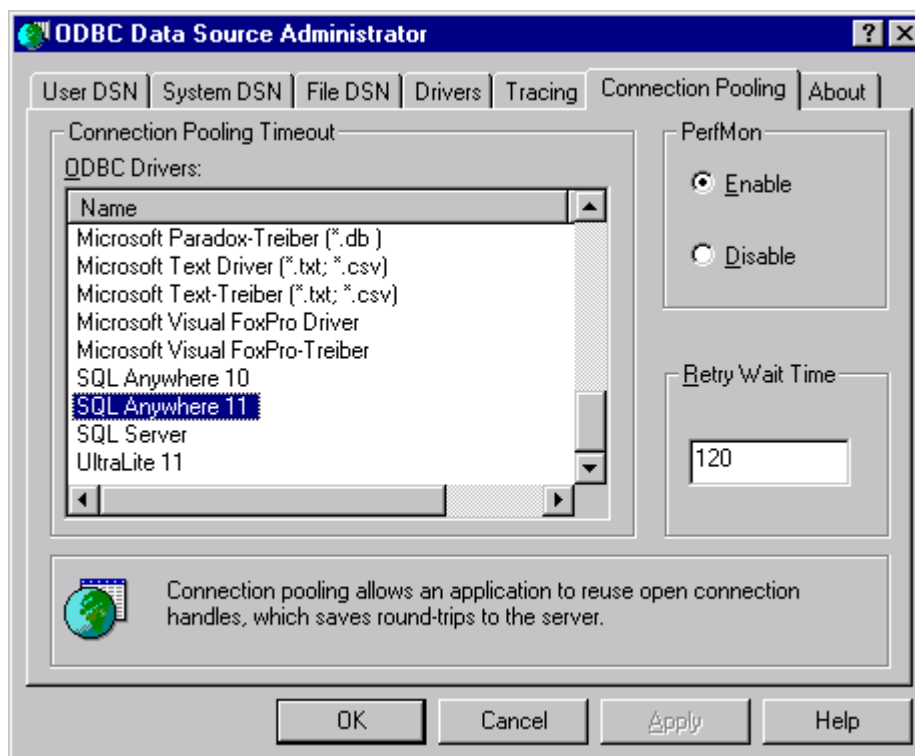 ODBC Data Source Administrator
User DSN System DSN File DSN Drivers Tracing Connection Pooling About
Connection Pooling Timeout
ODBC Drivers:
Name
Microsoft Paradox-Treiber (*.db )
Microsoft Text Driver (*.txt; *.csv)
Microsoft Text-Treiber (*.txt; *.csv)
Microsoft Visual FoxPro Driver
Microsoft Visual FoxPro-Treiber
SQL Anywhere 10
SQL Anywhere 11
SQL Server
UltraLite 11
PerfMon
Enable
Disable
Retry Wait Time
120
Connection pooling allows an application to reuse open connection
handles, which saves round-trips to the server.
OK Cancel Apply Help